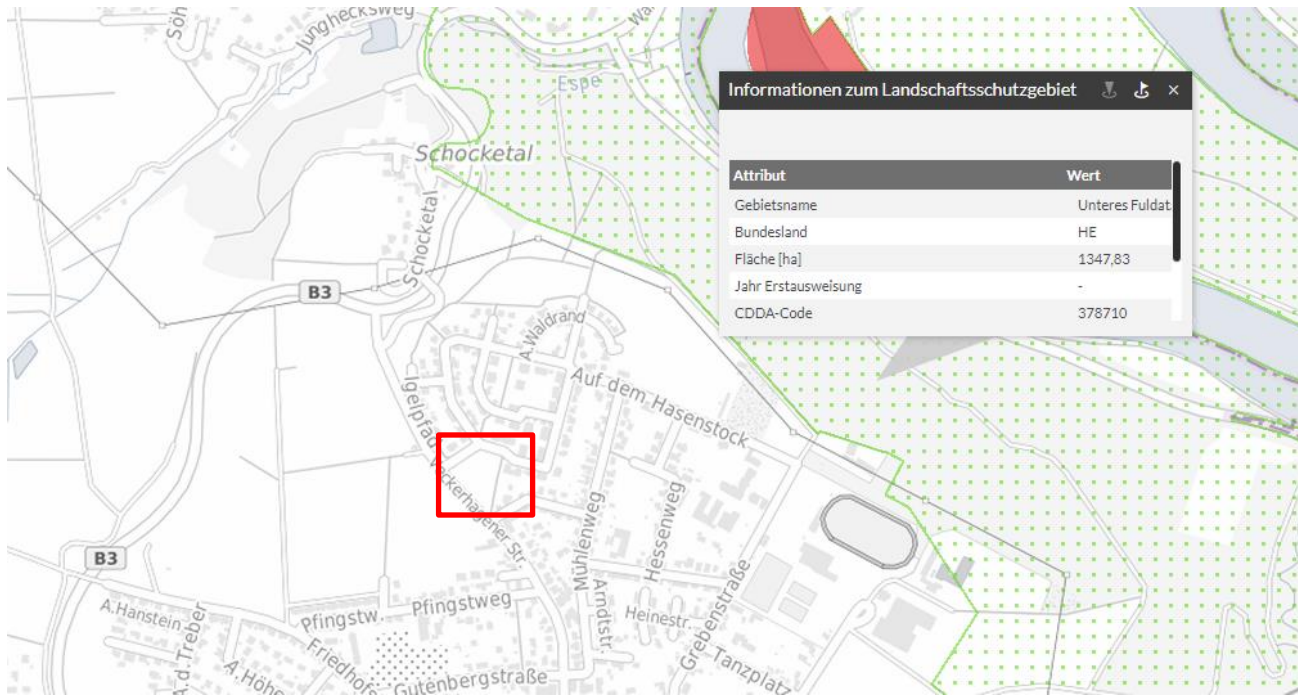 Junghecksweg
Espe
Informationen zum Landschaftsschutzgebiet
Schocketal
Attribut Wert
Gebietsname Unteres Fuldat
Bundesland HE
Fläche [ha] 1347,83
Jahr Erstausweisung -
CDDA-Code 378710
Schocketal
B3
A.Waldrand
Igelpfad
Auf dem Hasenstock
Veckerhagener Str.
Mühlenweg
Hessenweg
B3
A.Hanstein
A.d.Treber
Pfingstw.
Pfingstweg
Arndtstr.
Heinestr.
Grebenstraße
Tanzplatz
A.Höhe
Gutenbergstraße